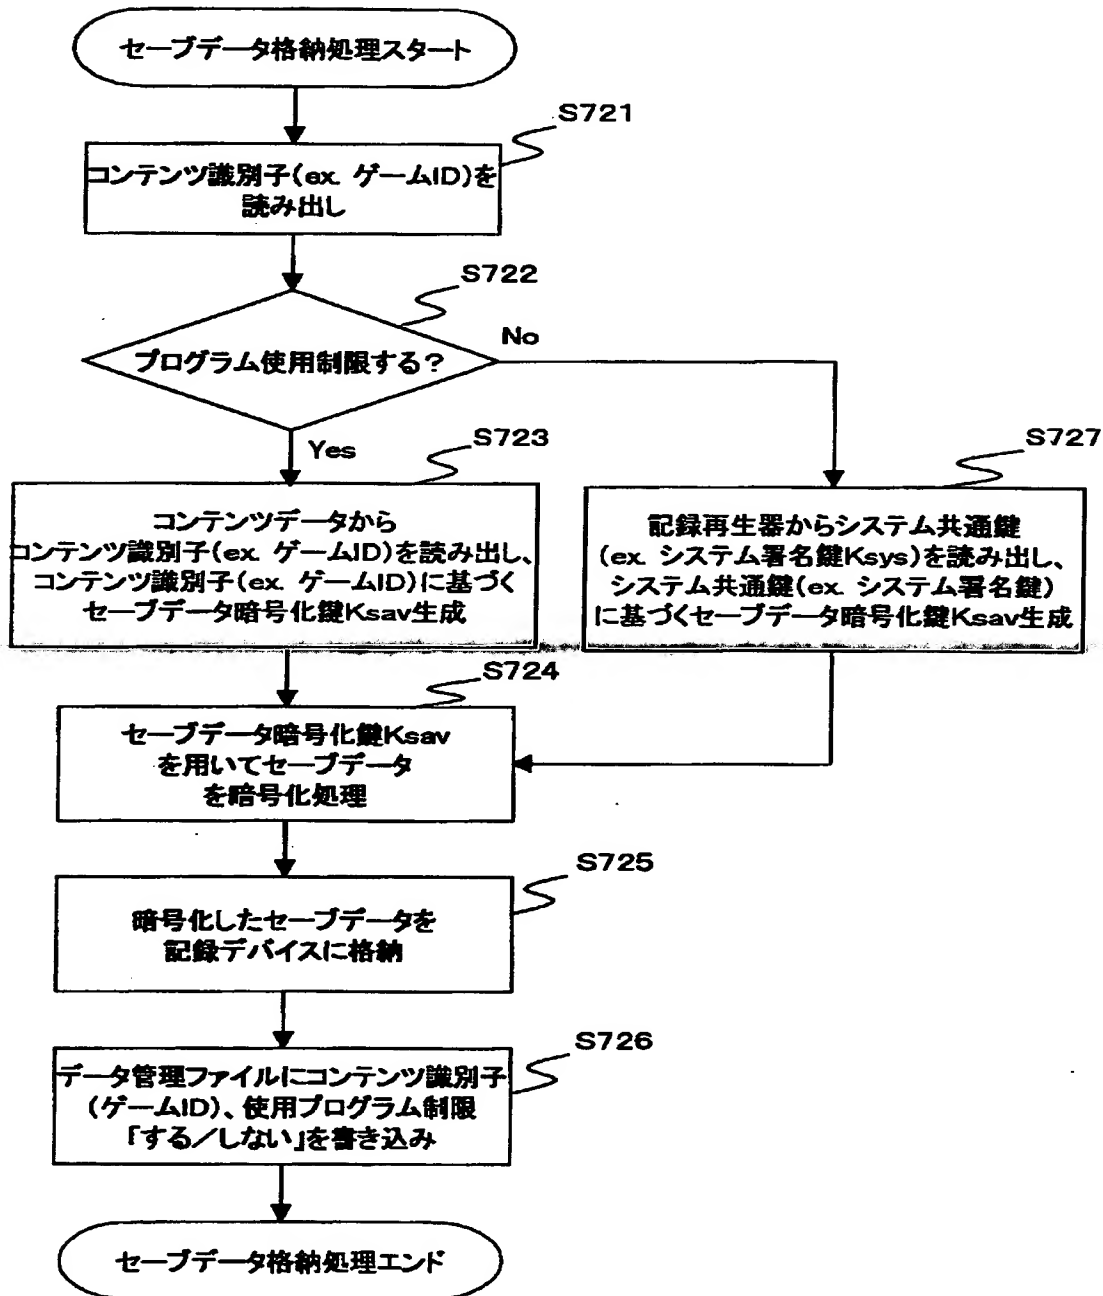 セーブデータ格納処理スタート
S721
コンテンツ識別子(ex. ゲームID)を
読み出し
S722
プログラム使用制限する?
No
Yes
S723
コンテンツデータから
コンテンツ識別子(ex. ゲームID)を読み出し、
コンテンツ識別子(ex. ゲームID)に基づく
セーブデータ暗号化鍵Ksav生成
S727
記録再生器からシステム共通鍵
(ex. システム署名鍵Ksys)を読み出し、
システム共通鍵(ex. システム署名鍵)
に基づくセーブデータ暗号化鍵Ksav生成
S724
セーブデータ暗号化鍵Ksav
を用いてセーブデータ
を暗号化処理
S725
暗号化したセーブデータを
記録デバイスに格納
S726
データ管理ファイルにコンテンツ識別子
(ゲームID)、使用プログラム制限
「する/しない」を書き込み
セーブデータ格納処理エンド